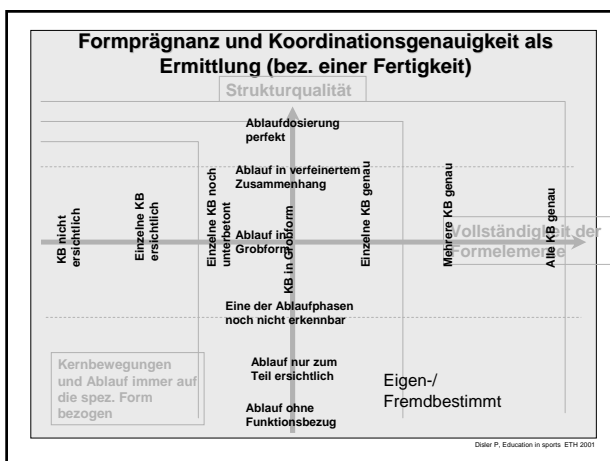 Formprägnanz und Koordinationsgenauigkeit als
Ermittlung (bez. einer Fertigkeit)
Strukturqualität
Ablaufdosierung
perfekt
Ablauf in verfeinertem
Zusammenhang
KB nicht
ersichtlich
Einzelne KB
ersichtlich
Einzelne KB noch
unterbetont
Ablauf in
Grobform
KB in Grobform
Einzelne KB genau
Mehrere KB genau
Alle KB genau
Vollständigkeit der
Formelemente
Eine der Ablaufphasen
noch nicht erkennbar
Kernbewegungen
und Ablauf immer auf
die spez. Form
bezogen
Ablauf nur zum
Teil ersichtlich
Ablauf ohne
Funktionsbezug
Eigen-/
Fremdbestimmt
Disler P, Education in sports ETH 2001